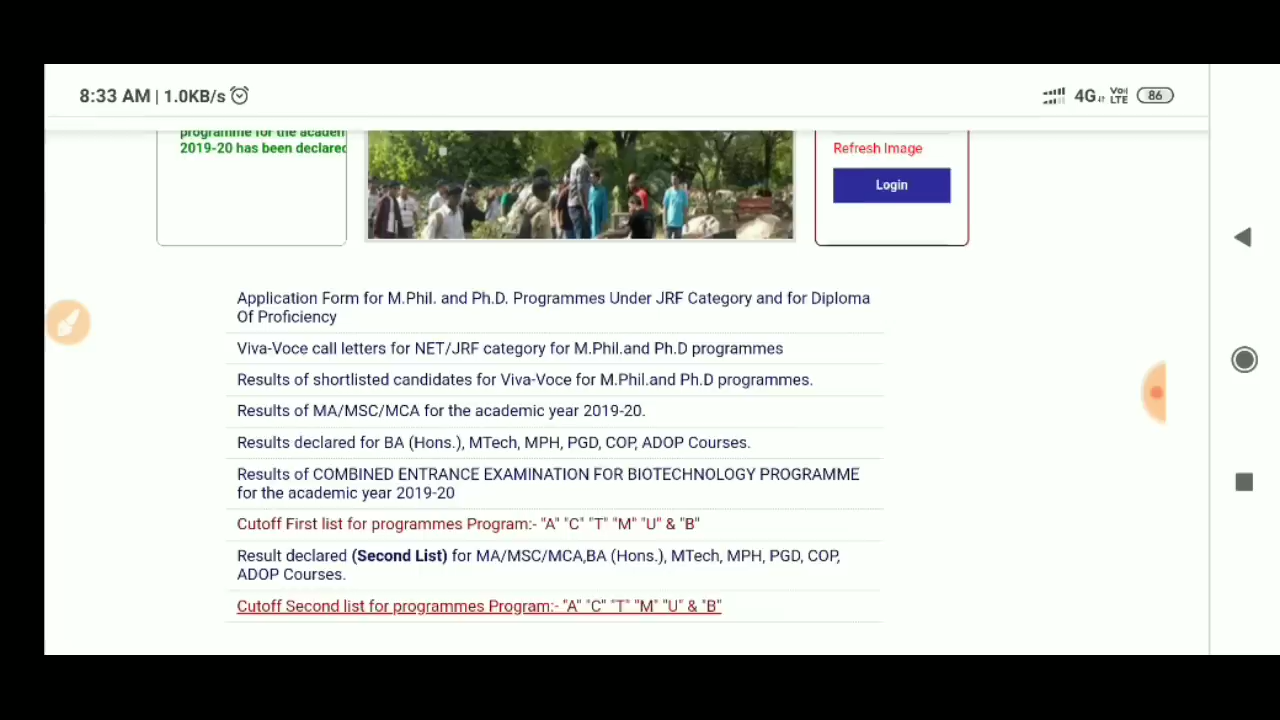 8:33 AM | 1.0KB/s
4G VoLTE 86
programme for the academ
2019-20 has been declared
Refresh Image
Login
Application Form for M.Phil. and Ph.D. Programmes Under JRF Category and for Diploma
Of Proficiency
Viva-Voce call letters for NET/JRF category for M.Phil.and Ph.D programmes
Results of shortlisted candidates for Viva-Voce for M.Phil.and Ph.D programmes.
Results of MA/MSC/MCA for the academic year 2019-20.
Results declared for BA (Hons.), MTech, MPH, PGD, COP, ADOP Courses.
Results of COMBINED ENTRANCE EXAMINATION FOR BIOTECHNOLOGY PROGRAMME
for the academic year 2019-20
Cutoff First list for programmes Program:- "A" "C" "T" "M" "U" & "B"
Result declared (Second List) for MA/MSC/MCA,BA (Hons.), MTech, MPH, PGD, COP,
ADOP Courses.
Cutoff Second list for programmes Program:- "A" "C" "T" "M" "U" & "B"